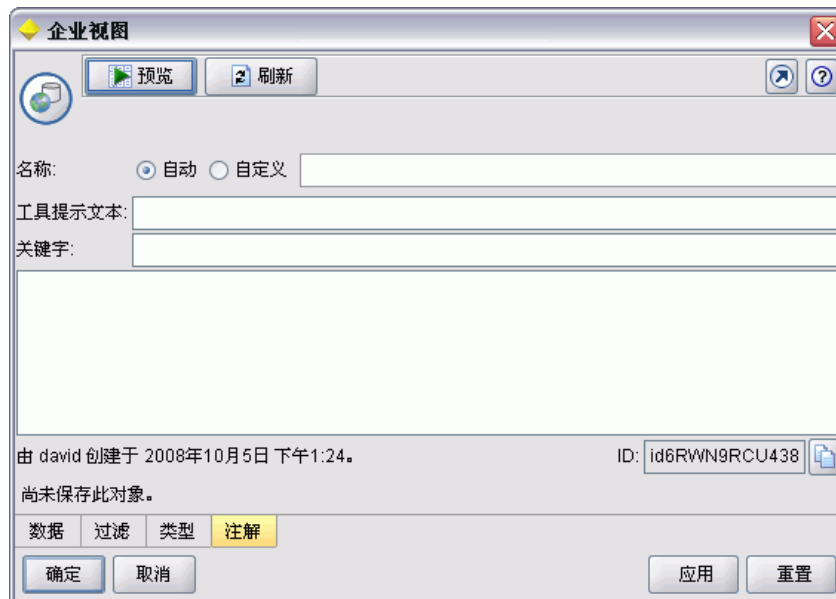 企业视图
预览 刷新
名称: 自动 自定义
工具提示文本:
关键字:
由 david 创建于 2008年10月5日 下午1:24。 ID: id6RWN9RCU438
尚未保存此对象。
数据 过滤 类型 注解
确定 取消 应用 重置